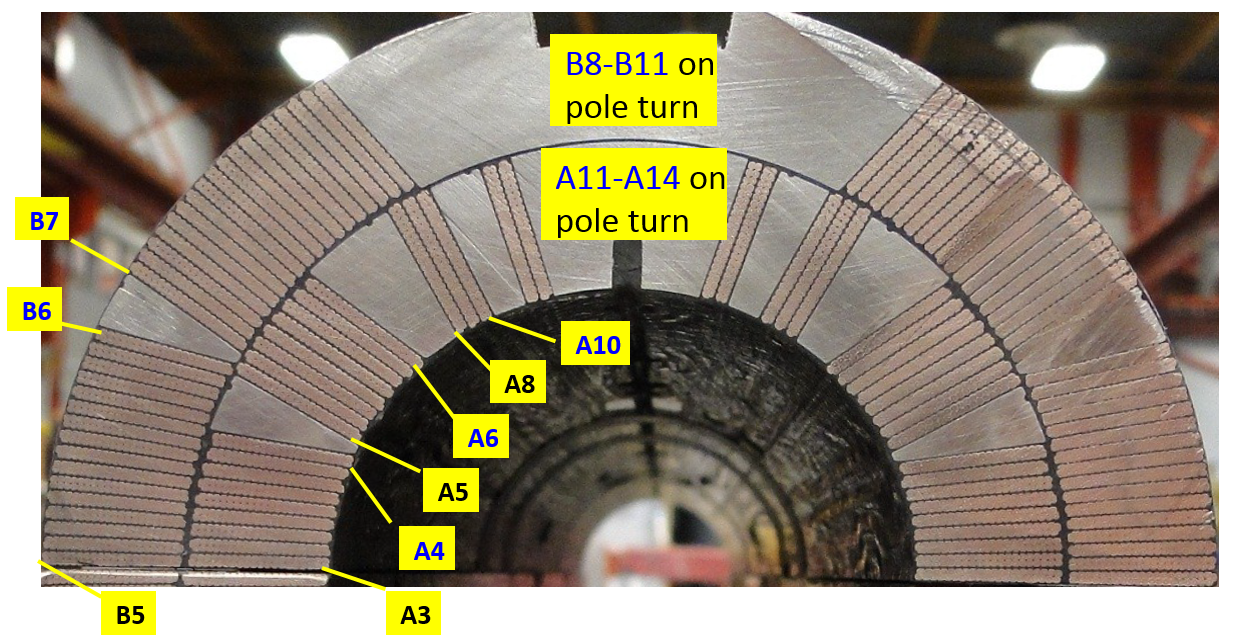 B8-B11 on
pole turn
A11-A14 on
pole turn
B7
B6
A10
A8
A6
A5
A4
B5
A3